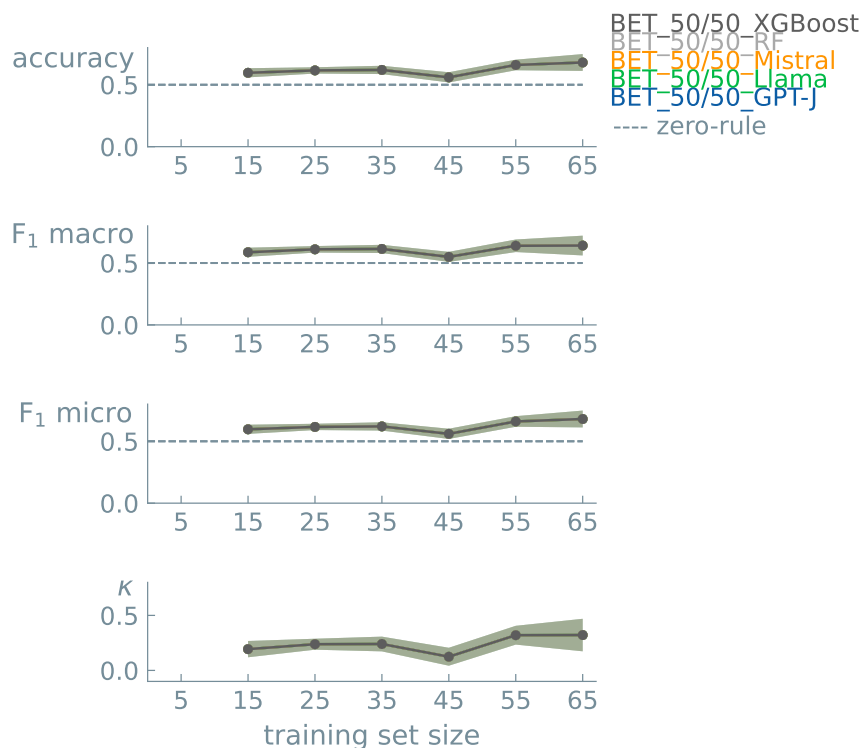 BET_50/50_XGBoost
BET_50/50_RF
BET_50/50_Mistral
BET_50/50_Llama
BET_50/50_GPT-J
zero-rule
accuracy
0.5
0.0
5 15 25 35 45 55 65
F₁ macro
0.5
0.0
5 15 25 35 45 55 65
F₁ micro
0.5
0.0
5 15 25 35 45 55 65
κ
0.5
0.0
5 15 25 35 45 55 65
training set size